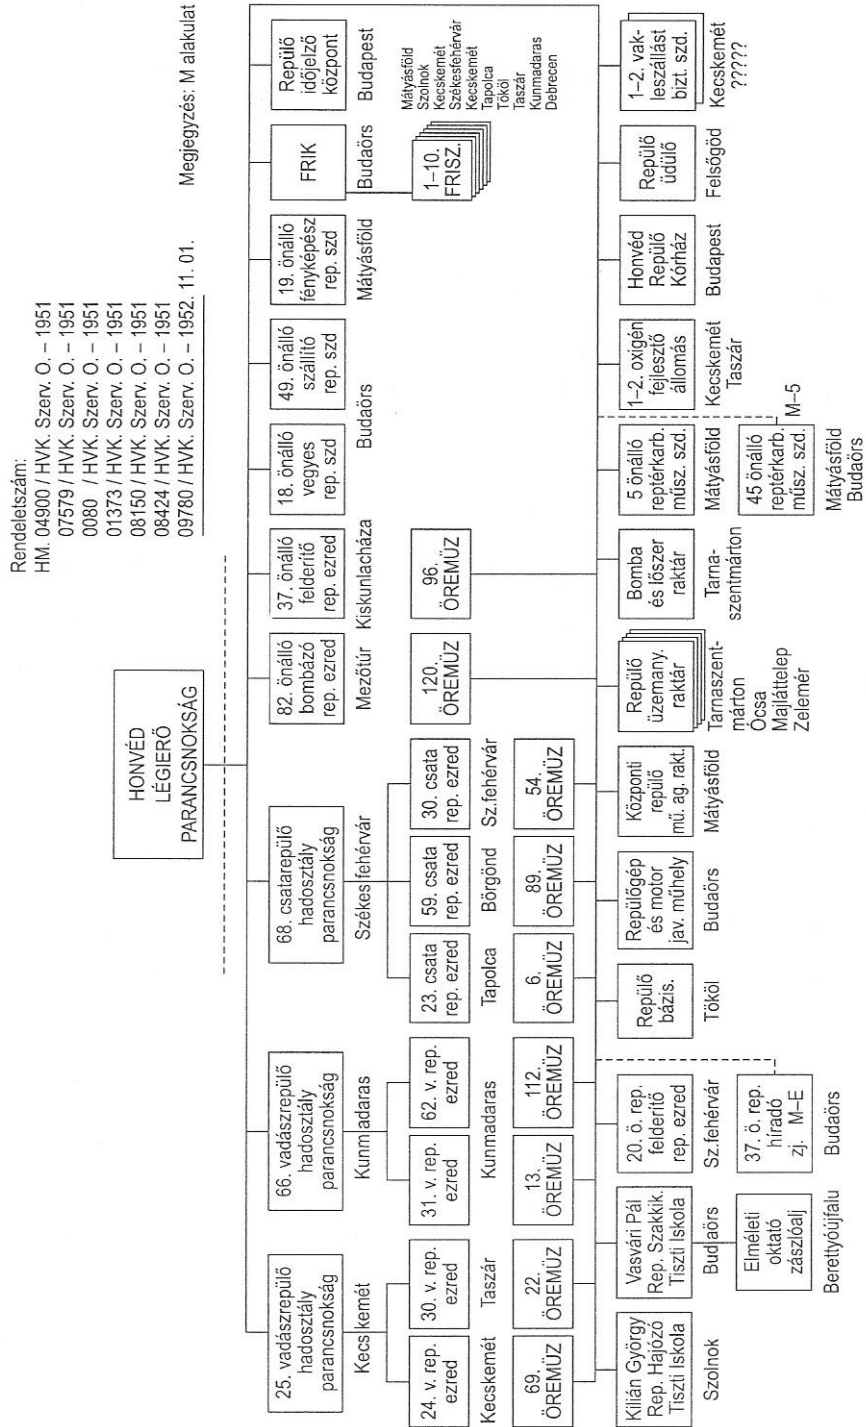 Rendeletszám:
HM. 04900 / HVK. Szerv. O. – 1951
07579 / HVK. Szerv. O. – 1951
0080 / HVK. Szerv. O. – 1951
01373 / HVK. Szerv. O. – 1951
08150 / HVK. Szerv. O. – 1951
08424 / HVK. Szerv. O. – 1951
09780 / HVK. Szerv. O. – 1952. 11. 01.
Megjegyzés: M alakulat
HONVÉD
LÉGIERŐ
PARANCSNOKSÁG
25. vadászrepülő
hadosztály
parancsnokság
Kecskemét
66. vadászrepülő
hadosztály
parancsnokság
Kunmadaras
68. csatarepülő
hadosztály
parancsnokság
Székesfehérvár
82. önálló
bombázó
rep. ezred
Mezőtúr
37. önálló
felderítő
rep. ezred
Kiskunlacháza
18. önálló
vegyes
rep. szd
49. önálló
szállító
rep. szd
Budaörs
19. önálló
fényképész
rep. szd
Mátyásföld
FRIK
Budaörs
Repülő
időjelző
központ
Budapest
24. v. rep.
ezred
Kecskemét
30. v. rep.
ezred
Taszár
31. v. rep.
ezred
62. v. rep.
ezred
Kunmadaras
23. csata
rep. ezred
Tapolca
59. csata
rep. ezred
Börgönd
30. csata
rep. ezred
Sz.fehérvár
120.
ÖREMÜZ
96.
ÖREMÜZ
1–10.
FRISZ.
Mátyásföld
Szolnok
Kecskemét
Székesfehérvár
Kecskemét
Tapolca
Tököl
Taszár
Kunmadaras
Debrecen
69.
ÖREMÜZ
22.
ÖREMÜZ
13.
ÖREMÜZ
112.
ÖREMÜZ
6.
ÖREMÜZ
89.
ÖREMÜZ
54.
ÖREMÜZ
Kilián György
Rep. Hajózó
Tiszti Iskola
Szolnok
Vasvári Pál
Rep. Szakkik.
Tiszti Iskola
Budaörs
Elméleti
oktató
zászlóalj
Berettyóújfalu
20. ö. rep.
felderítő
rep. ezred
Sz.fehérvár
37. ö. rep.
híradó
zj. M–E
Budaörs
Repülő
bázis.
Tököl
Repülőgép
és motor
jav. műhely
Budaörs
Központi
repülő
mű. ag. rakt.
Mátyásföld
Repülő
üzemany.
raktár
Tarnaszent-
márton
Ócsa
Majláttelep
Zelemér
Bomba
és lőszer
raktár
Tarna-
szentmárton
5 önálló
reptérkarb.
műsz. szd.
Mátyásföld
45 önálló
reptérkarb.
műsz. szd.
M–5
Mátyásföld
Budaörs
1–2. oxigén
fejlesztő
állomás
Kecskemét
Taszár
Honvéd
Repülő
Kórház
Budapest
Repülő
üdülő
Felsőgöd
1–2. vak-
leszállást
bizt. szd.
Kecskemét
?????